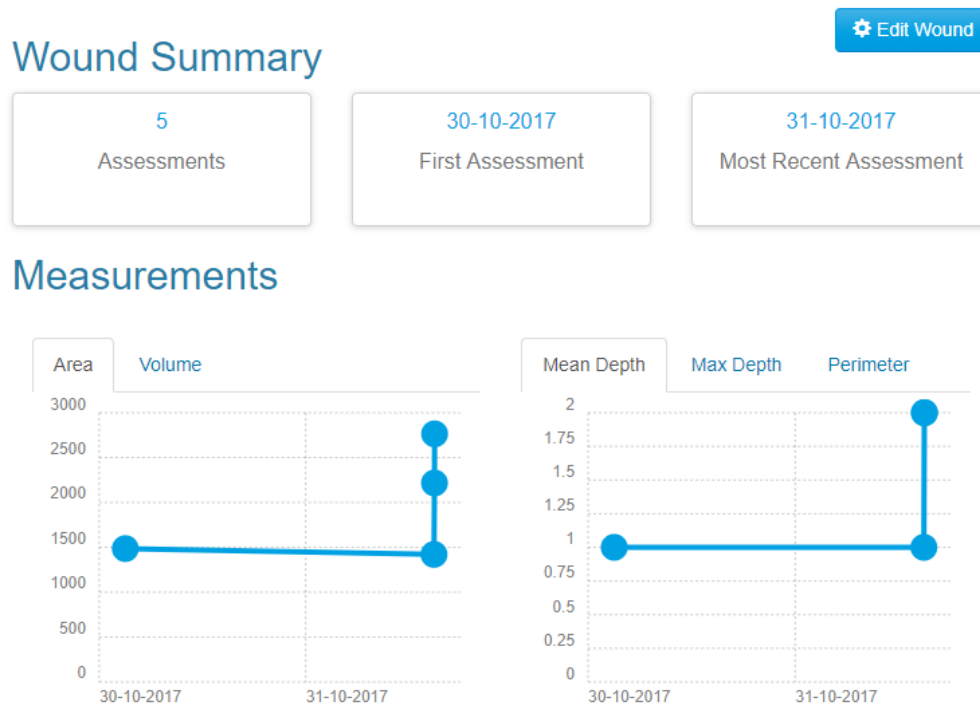 Edit Wound
Wound Summary
5
Assessments
30-10-2017
First Assessment
31-10-2017
Most Recent Assessment
Measurements
Area Volume
3000
2500
2000
1500
1000
500
0
30-10-2017 31-10-2017
Mean Depth Max Depth Perimeter
2
1.75
1.5
1.25
1
0.75
0.5
0.25
0
30-10-2017 31-10-2017